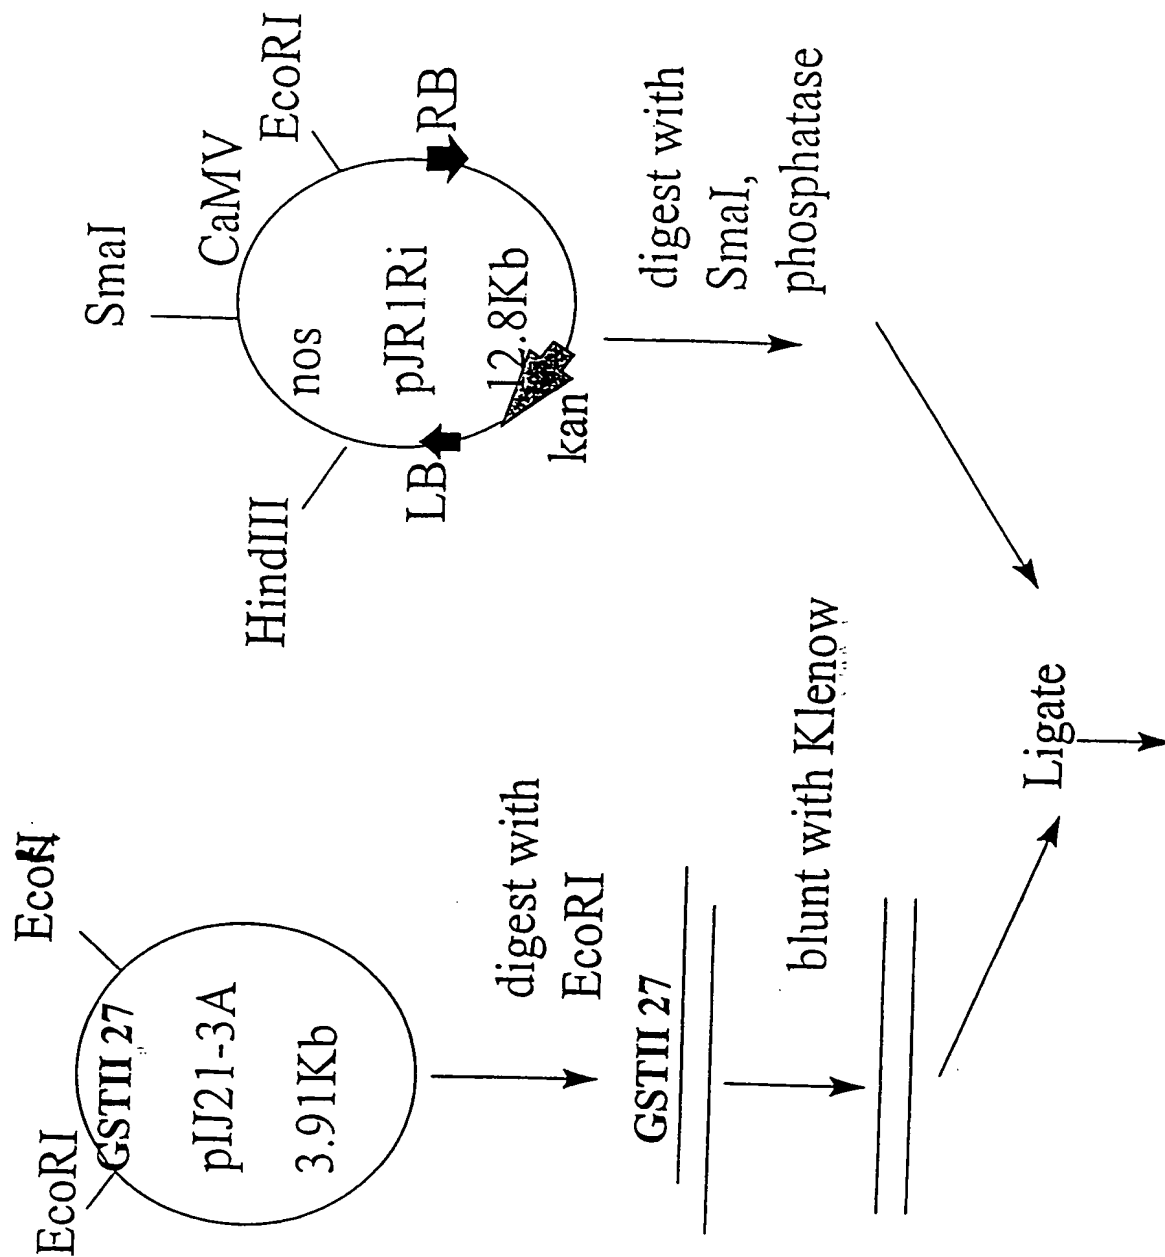 EcoRI
EcoRI
GSTII 27
pIJ21-3A
3.91Kb
digest with
EcoRI
GSTII 27
blunt with Klenow
Ligate
HindIII
SmaI
CaMV
EcoRI
nos
pJR1Ri
12.8Kb
LB
RB
kan
digest with
SmaI,
phosphatase